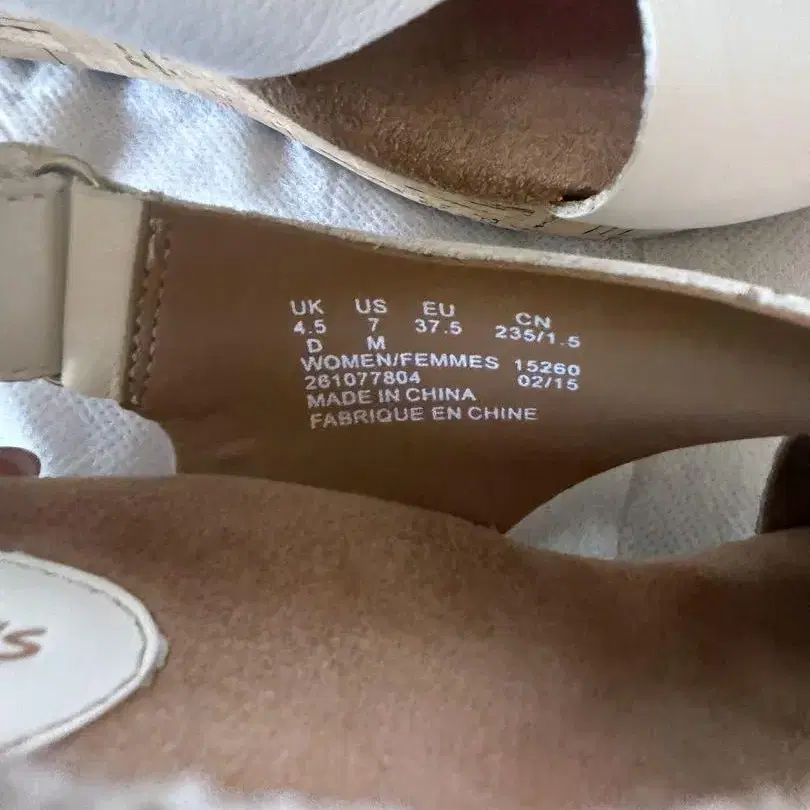 UK US EU CN
4.5 7 37.5 235/1.5
D M
WOMEN/FEMMES 15260
261077804 02/15
MADE IN CHINA
FABRIQUE EN CHINE